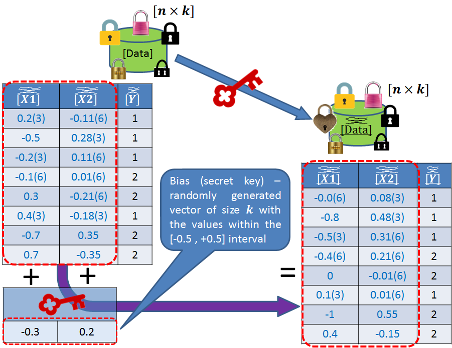 [n × k]
[Data]
[n × k]
[Data]
[X1] [X2] [Y]
0.2(3) -0.11(6) 1
-0.5 0.28(3) 1
-0.2(3) 0.11(6) 1
-0.1(6) 0.01(6) 2
0.3 -0.21(6) 2
0.4(3) -0.18(3) 1
-0.7 0.35 2
0.7 -0.35 2
+ +
-0.3 0.2
Bias (secret key) –
randomly generated
vector of size k with
the values within the
[-0.5 , +0.5] interval
=
[X1] [X2] [Y]
-0.0(6) 0.08(3) 1
-0.8 0.48(3) 1
-0.5(3) 0.31(6) 1
-0.4(6) 0.21(6) 2
0 -0.01(6) 2
0.1(3) 0.01(6) 1
-1 0.55 2
0.4 -0.15 2